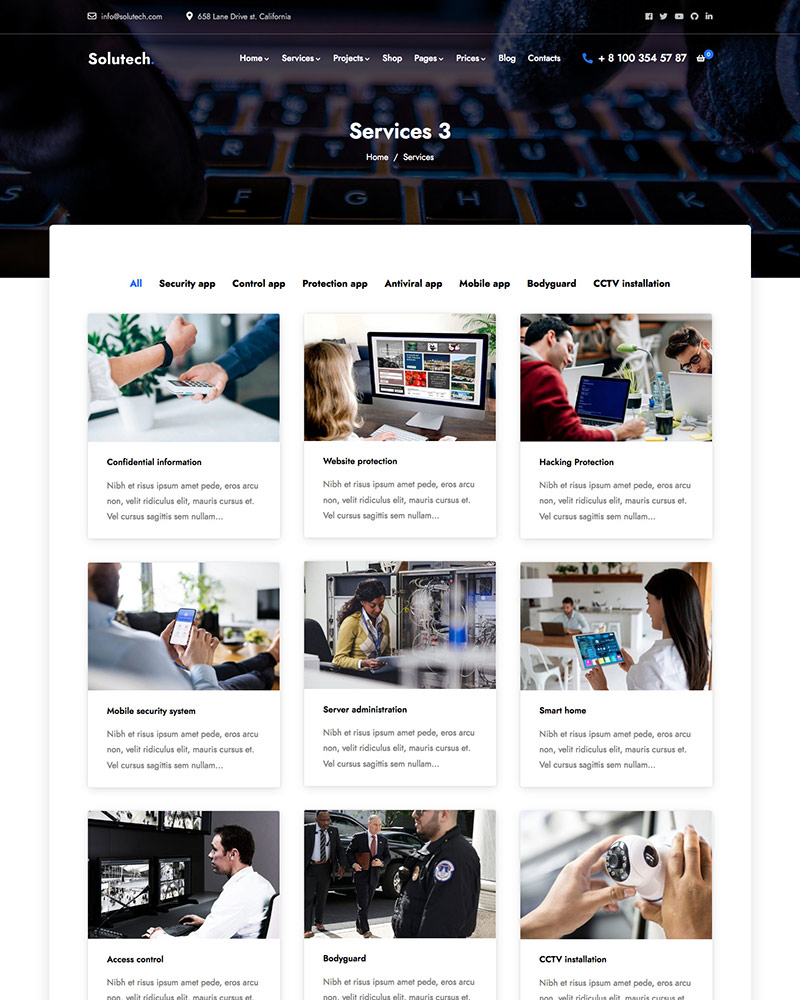 info@solutech.com 658 Lane Drive st. California
Solutech. Home Services Projects Shop Pages Prices Blog Contacts + 8 100 354 57 87 0
Services 3
Home / Services
S F G H J K
All Security app Control app Protection app Antiviral app Mobile app Bodyguard CCTV installation
Confidential information
Nibh et risus ipsum amet pede, eros arcu
non, velit ridiculus elit, mauris cursus et.
Vel cursus sagittis sem nullam...
Website protection
Nibh et risus ipsum amet pede, eros arcu
non, velit ridiculus elit, mauris cursus et.
Vel cursus sagittis sem nullam...
Hacking Protection
Nibh et risus ipsum amet pede, eros arcu
non, velit ridiculus elit, mauris cursus et.
Vel cursus sagittis sem nullam...
Mobile security system
Nibh et risus ipsum amet pede, eros arcu
non, velit ridiculus elit, mauris cursus et.
Vel cursus sagittis sem nullam...
Server administration
Nibh et risus ipsum amet pede, eros arcu
non, velit ridiculus elit, mauris cursus et.
Vel cursus sagittis sem nullam...
Smart home
Nibh et risus ipsum amet pede, eros arcu
non, velit ridiculus elit, mauris cursus et.
Vel cursus sagittis sem nullam...
Access control
Nibh et risus ipsum amet pede, eros arcu
Bodyguard
Nibh et risus ipsum amet pede, eros arcu
CCTV installation
Nibh et risus ipsum amet pede, eros arcu